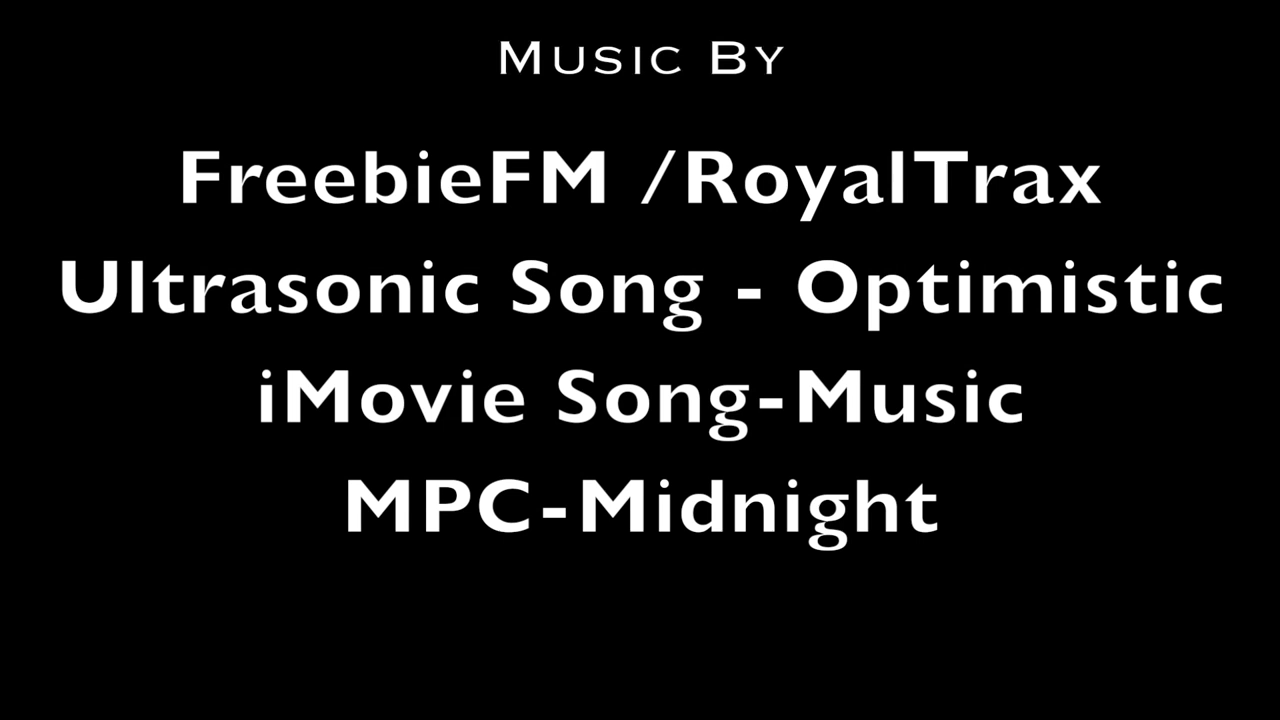 Music By
FreebieFM /RoyalTrax
Ultrasonic Song - Optimistic
iMovie Song-Music
MPC-Midnight